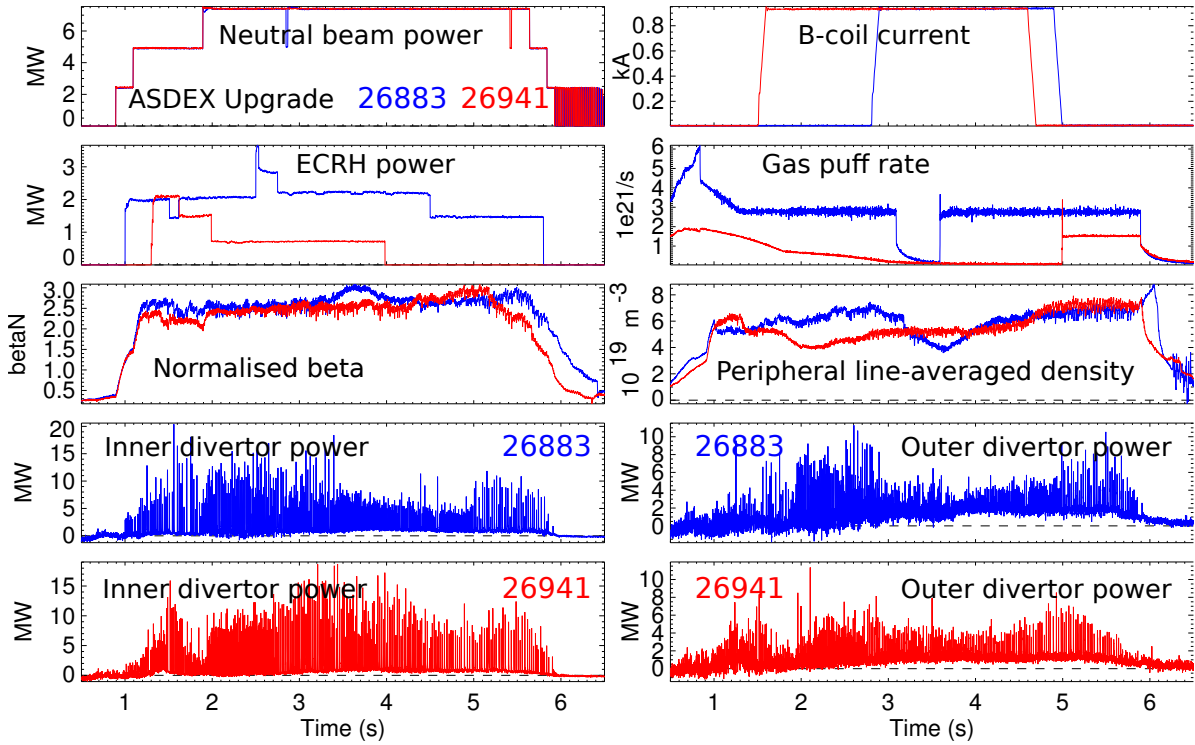 Neutral beam power
MW
6
4
2
0
ASDEX Upgrade 26883 26941
B-coil current
kA
0.8
0.6
0.4
0.2
ECRH power
MW
3
2
1
0
Gas puff rate
1e21/s
6
5
4
3
2
1
Normalised beta
betaN
3.0
2.5
2.0
1.5
1.0
0.5
Peripheral line-averaged density
10 19 m -3
8
6
4
2
0
Inner divertor power 26883
MW
20
15
10
5
0
26883 Outer divertor power
MW
10
8
6
4
2
0
Inner divertor power 26941
MW
15
10
5
0
1 2 3 4 5 6
Time (s)
26941 Outer divertor power
MW
10
8
6
4
2
0
1 2 3 4 5 6
Time (s)